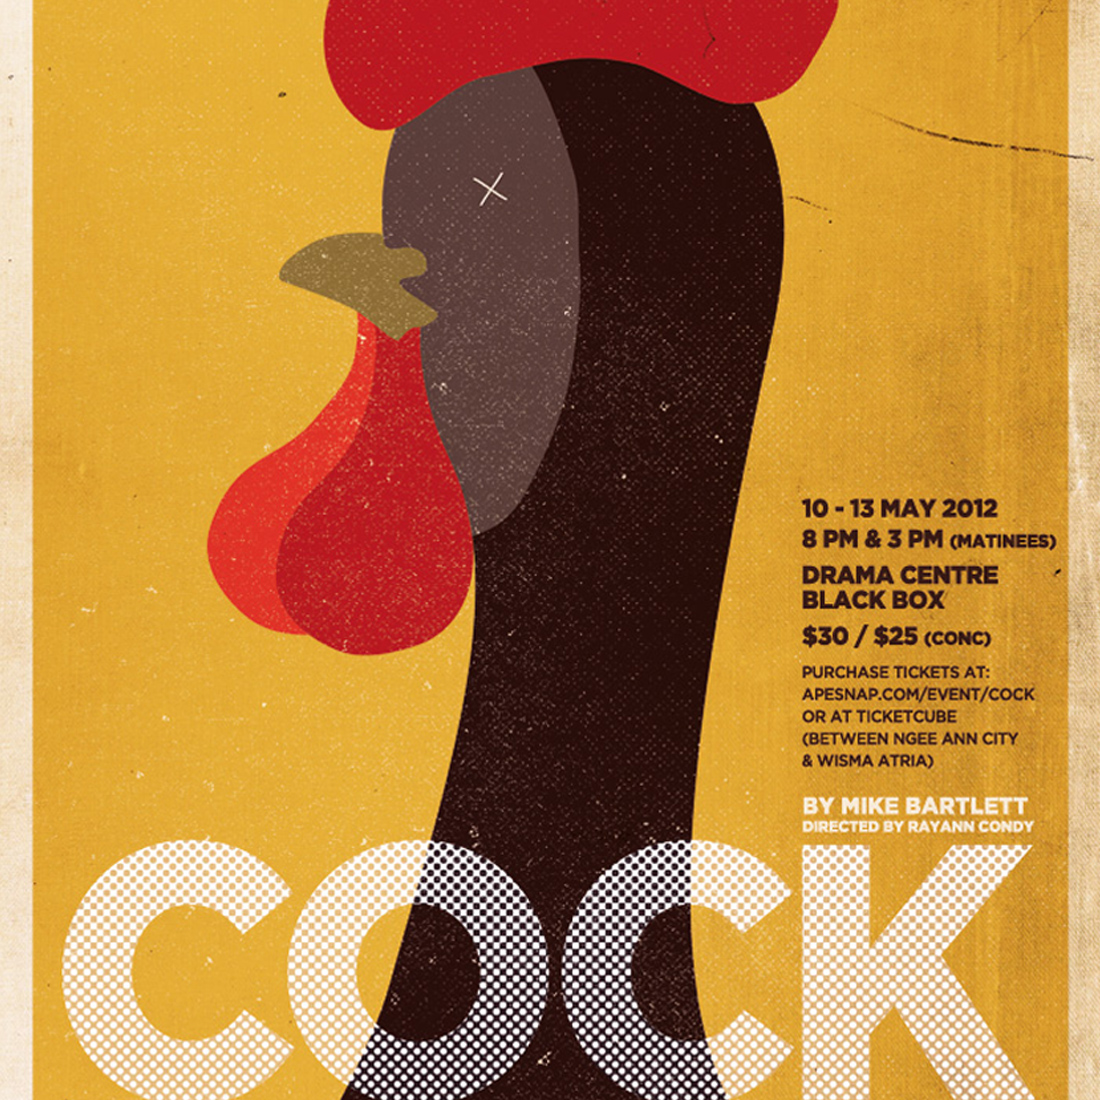 10 - 13 MAY 2012
8 PM & 3 PM (MATINEES)
DRAMA CENTRE
BLACK BOX
$30 / $25 (CONC)
PURCHASE TICKETS AT:
APESNAP.COM/EVENT/COCK
OR AT TICKETCUBE
(BETWEEN NGEE ANN CITY
& WISMA ATRIA)
BY MIKE BARTLETT
DIRECTED BY RAYANN CONDY
COCK